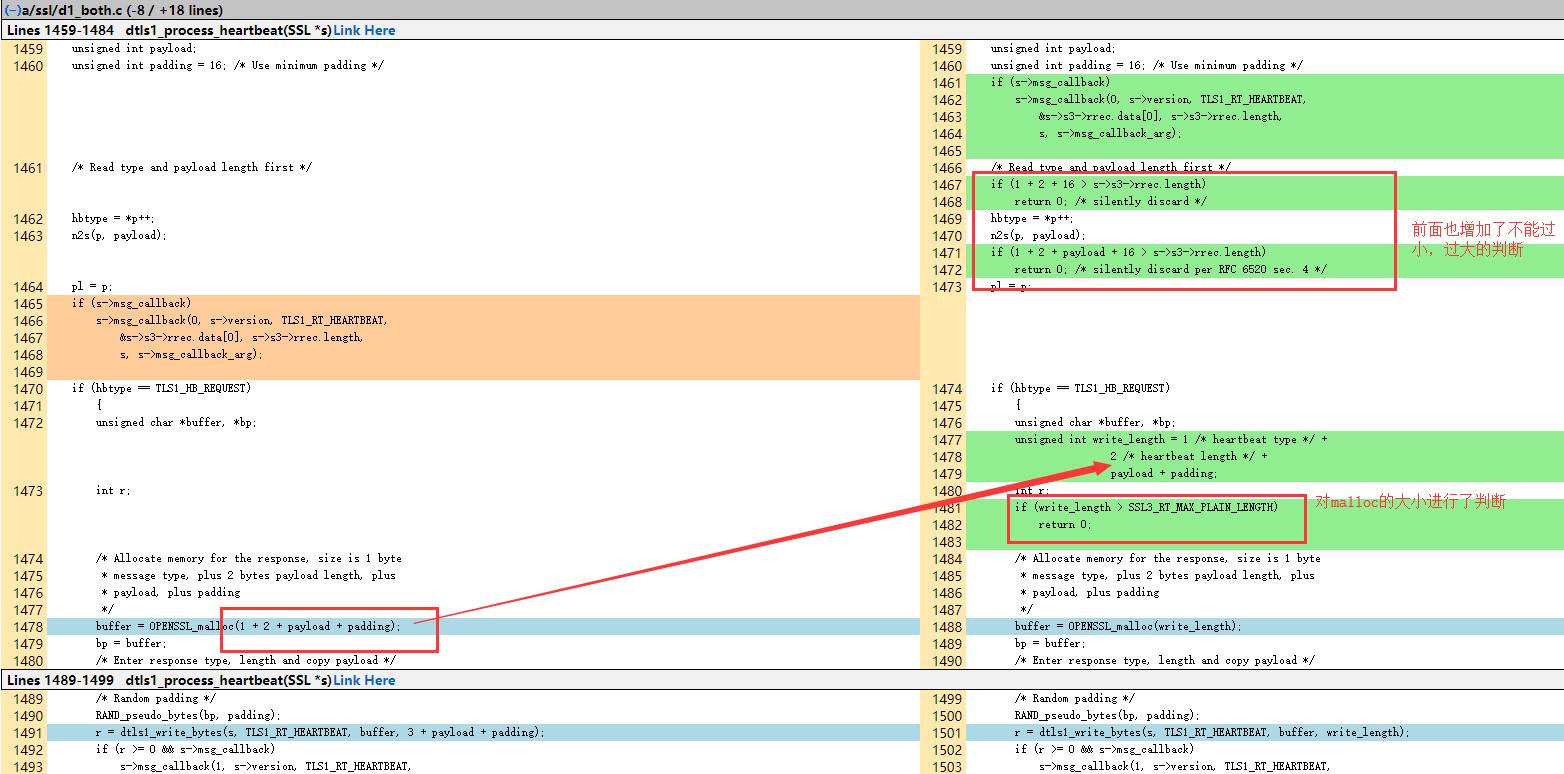 (−)a/ssl/d1_both.c (-8 / +18 lines)
Lines 1459-1484 dtls1_process_heartbeat(SSL *s)Link Here
1459 unsigned int payload;
1460 unsigned int padding = 16; /* Use minimum padding */
1461 /* Read type and payload length first */
1462 hbtype = *p++;
1463 n2s(p, payload);
1464 pl = p;
1465 if (s->msg_callback)
1466 s->msg_callback(0, s->version, TLS1_RT_HEARTBEAT,
1467 &s->s3->rrec.data[0], s->s3->rrec.length,
1468 s, s->msg_callback_arg);
1469
1470 if (hbtype == TLS1_HB_REQUEST)
1471 {
1472 unsigned char *buffer, *bp;
1473 int r;
1474 /* Allocate memory for the response, size is 1 byte
1475 * message type, plus 2 bytes payload length, plus
1476 * payload, plus padding
1477 */
1478 buffer = OPENSSL_malloc(1 + 2 + payload + padding);
1479 bp = buffer;
1480 /* Enter response type, length and copy payload */
1459 unsigned int payload;
1460 unsigned int padding = 16; /* Use minimum padding */
1461 if (s->msg_callback)
1462 s->msg_callback(0, s->version, TLS1_RT_HEARTBEAT,
1463 &s->s3->rrec.data[0], s->s3->rrec.length,
1464 s, s->msg_callback_arg);
1465
1466 /* Read type and payload length first */
1467 if (1 + 2 + 16 > s->s3->rrec.length)
1468 return 0; /* silently discard */
1469 hbtype = *p++;
1470 n2s(p, payload);
1471 if (1 + 2 + payload + 16 > s->s3->rrec.length)
1472 return 0; /* silently discard per RFC 6520 sec. 4 */
1473 pl = p;
前面也增加了不能过
小，过大的判断
1474 if (hbtype == TLS1_HB_REQUEST)
1475 {
1476 unsigned char *buffer, *bp;
1477 unsigned int write_length = 1 /* heartbeat type */ +
1478 2 /* heartbeat length */ +
1479 payload + padding;
1480 int r;
1481 if (write_length > SSL3_RT_MAX_PLAIN_LENGTH)
1482 return 0;
1483
对malloc的大小进行了判断
1484 /* Allocate memory for the response, size is 1 byte
1485 * message type, plus 2 bytes payload length, plus
1486 * payload, plus padding
1487 */
1488 buffer = OPENSSL_malloc(write_length);
1489 bp = buffer;
1490 /* Enter response type, length and copy payload */
Lines 1489-1499 dtls1_process_heartbeat(SSL *s)Link Here
1489 /* Random padding */
1490 RAND_pseudo_bytes(bp, padding);
1491 r = dtls1_write_bytes(s, TLS1_RT_HEARTBEAT, buffer, 3 + payload + padding);
1492 if (r >= 0 && s->msg_callback)
1493 s->msg_callback(1, s->version, TLS1_RT_HEARTBEAT,
1499 /* Random padding */
1500 RAND_pseudo_bytes(bp, padding);
1501 r = dtls1_write_bytes(s, TLS1_RT_HEARTBEAT, buffer, write_length);
1502 if (r >= 0 && s->msg_callback)
1503 s->msg_callback(1, s->version, TLS1_RT_HEARTBEAT,